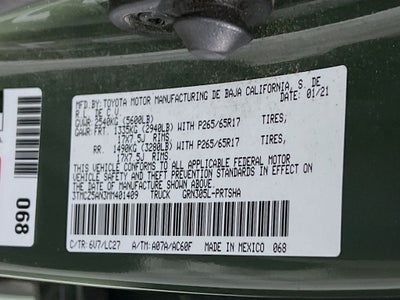 MFD.BY:TOYOTA MOTOR MANUFACTURING DE BAJA CALIFORNIA, S. DE
R.L. DE C.V. DATE: 01/21
GVWR: 2540KG (5600LB)
GAWR: FRT. 1335KG (2940LB) WITH P265/65R17 TIRES,
17X7.5J RIMS,
RR. 1490KG (3280LB) WITH P265/65R17 TIRES,
17X7.5J RIMS,
THIS VEHICLE CONFORMS TO ALL APPLICABLE FEDERAL MOTOR
VEHICLE SAFETY AND THEFT PREVENTION STANDARDS IN EFFECT
ON THE DATE OF MANUFACTURE SHOWN ABOVE.
3TMCZ5AN3MM401409 TRUCK GRN305L-PRTSHA
C/TR: 6V7/LC27 A/TM: A07A/AC60F MADE IN MEXICO 068
068